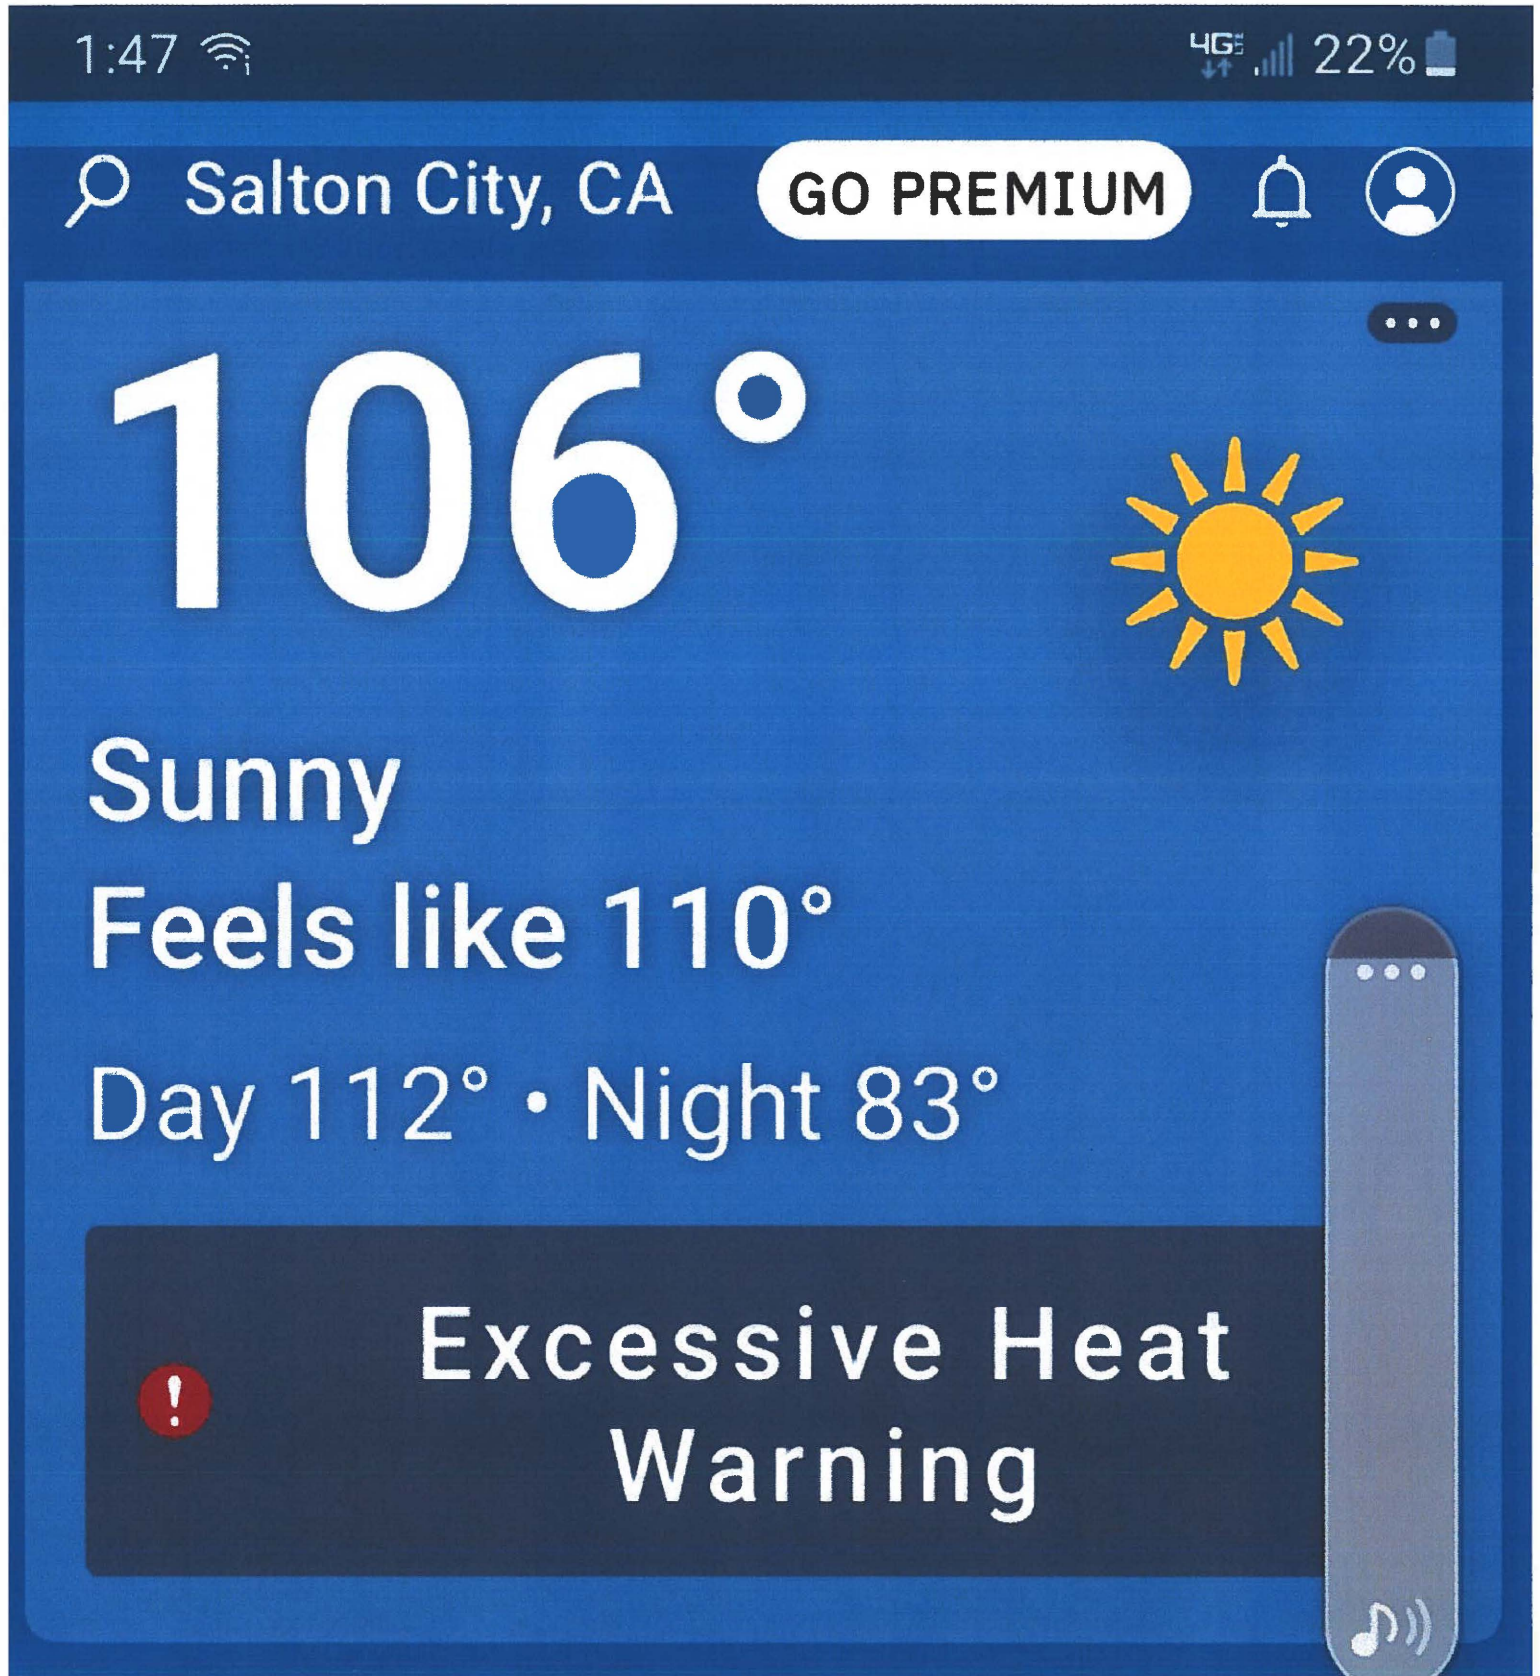 1:47 4G LTE 22%
Salton City, CA GO PREMIUM
106°
Sunny
Feels like 110°
Day 112° • Night 83°
Excessive Heat
Warning